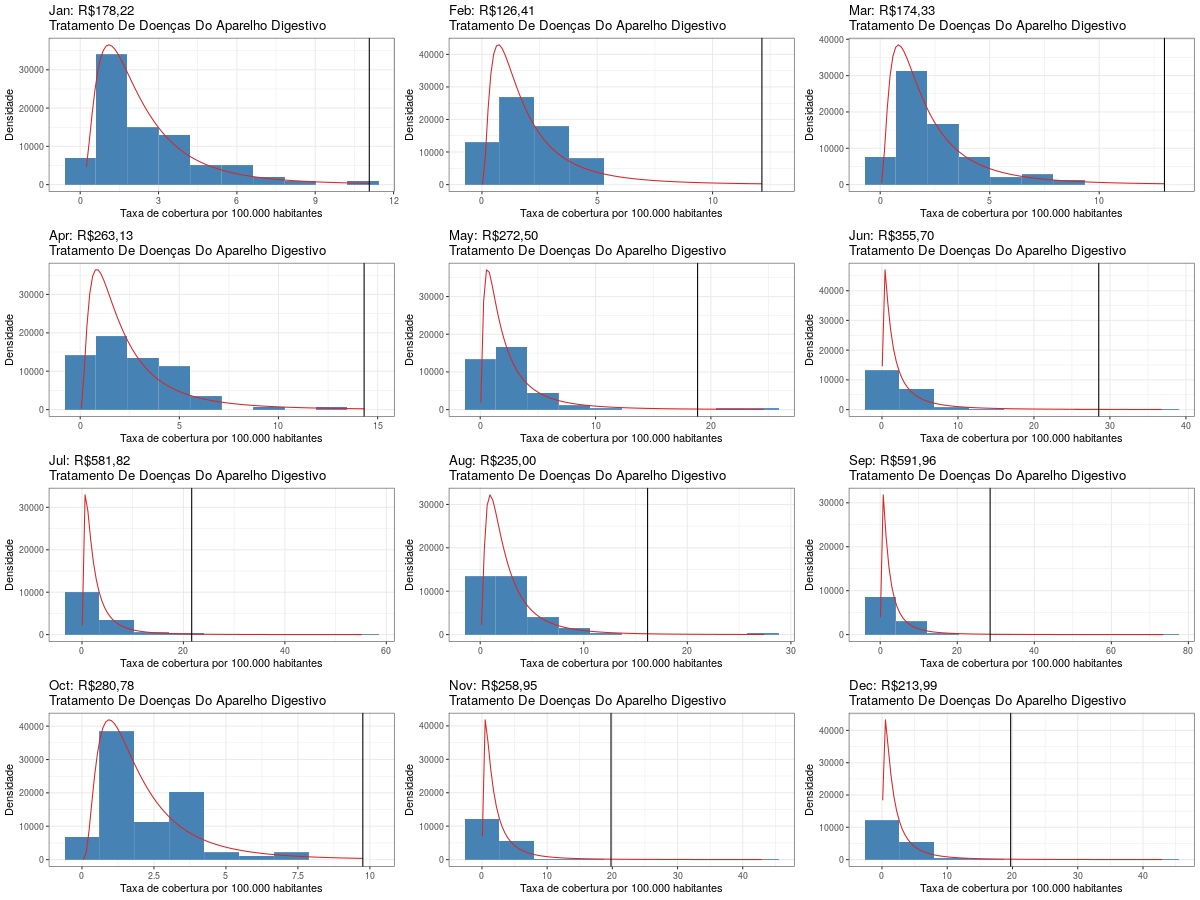 Jan: R$178,22
Tratamento De Doenças Do Aparelho Digestivo
Densidade
30000
20000
10000
0
0 3 6 9 12
Taxa de cobertura por 100.000 habitantes
Feb: R$126,41
Tratamento De Doenças Do Aparelho Digestivo
Densidade
40000
30000
20000
10000
0
0 5 10
Taxa de cobertura por 100.000 habitantes
Mar: R$174,33
Tratamento De Doenças Do Aparelho Digestivo
Densidade
40000
30000
20000
10000
0
0 5 10
Taxa de cobertura por 100.000 habitantes
Apr: R$263,13
Tratamento De Doenças Do Aparelho Digestivo
Densidade
30000
20000
10000
0
0 5 10 15
Taxa de cobertura por 100.000 habitantes
May: R$272,50
Tratamento De Doenças Do Aparelho Digestivo
Densidade
30000
20000
10000
0
0 10 20
Taxa de cobertura por 100.000 habitantes
Jun: R$355,70
Tratamento De Doenças Do Aparelho Digestivo
Densidade
40000
30000
20000
10000
0
0 10 20 30 40
Taxa de cobertura por 100.000 habitantes
Jul: R$581,82
Tratamento De Doenças Do Aparelho Digestivo
Densidade
30000
20000
10000
0
0 20 40 60
Taxa de cobertura por 100.000 habitantes
Aug: R$235,00
Tratamento De Doenças Do Aparelho Digestivo
Densidade
30000
20000
10000
0
0 10 20 30
Taxa de cobertura por 100.000 habitantes
Sep: R$591,96
Tratamento De Doenças Do Aparelho Digestivo
Densidade
30000
20000
10000
0
0 20 40 60 80
Taxa de cobertura por 100.000 habitantes
Oct: R$280,78
Tratamento De Doenças Do Aparelho Digestivo
Densidade
40000
30000
20000
10000
0
0 2.5 5 7.5 10
Taxa de cobertura por 100.000 habitantes
Nov: R$258,95
Tratamento De Doenças Do Aparelho Digestivo
Densidade
40000
30000
20000
10000
0
0 10 20 30 40
Taxa de cobertura por 100.000 habitantes
Dec: R$213,99
Tratamento De Doenças Do Aparelho Digestivo
Densidade
40000
30000
20000
10000
0
0 10 20 30 40
Taxa de cobertura por 100.000 habitantes